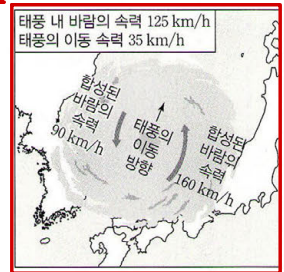 태풍 내 바람의 속력 125 km/h
태풍의 이동 속력 35 km/h
합성된
바람의
속력
90 km/h
태풍의
이동
방향
합성된
바람의
속력
160 km/h